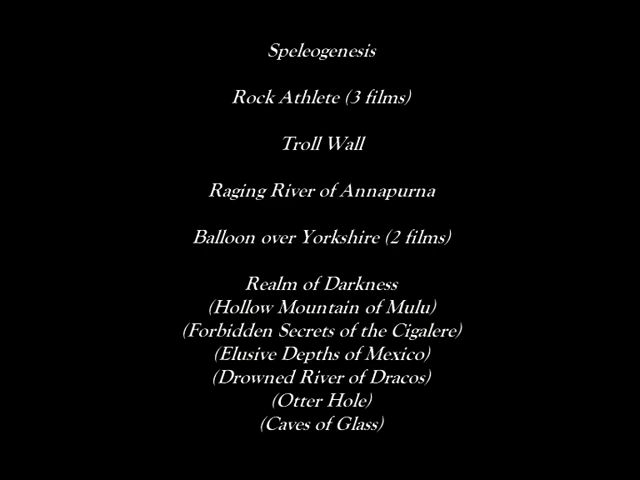 Speleogenesis
Rock Athlete (3 films)
Troll Wall
Raging River of Annapurna
Balloon over Yorkshire (2 films)
Realm of Darkness
(Hollow Mountain of Mulu)
(Forbidden Secrets of the Cigalere)
(Elusive Depths of Mexico)
(Drowned River of Dracos)
(Otter Hole)
(Caves of Glass)